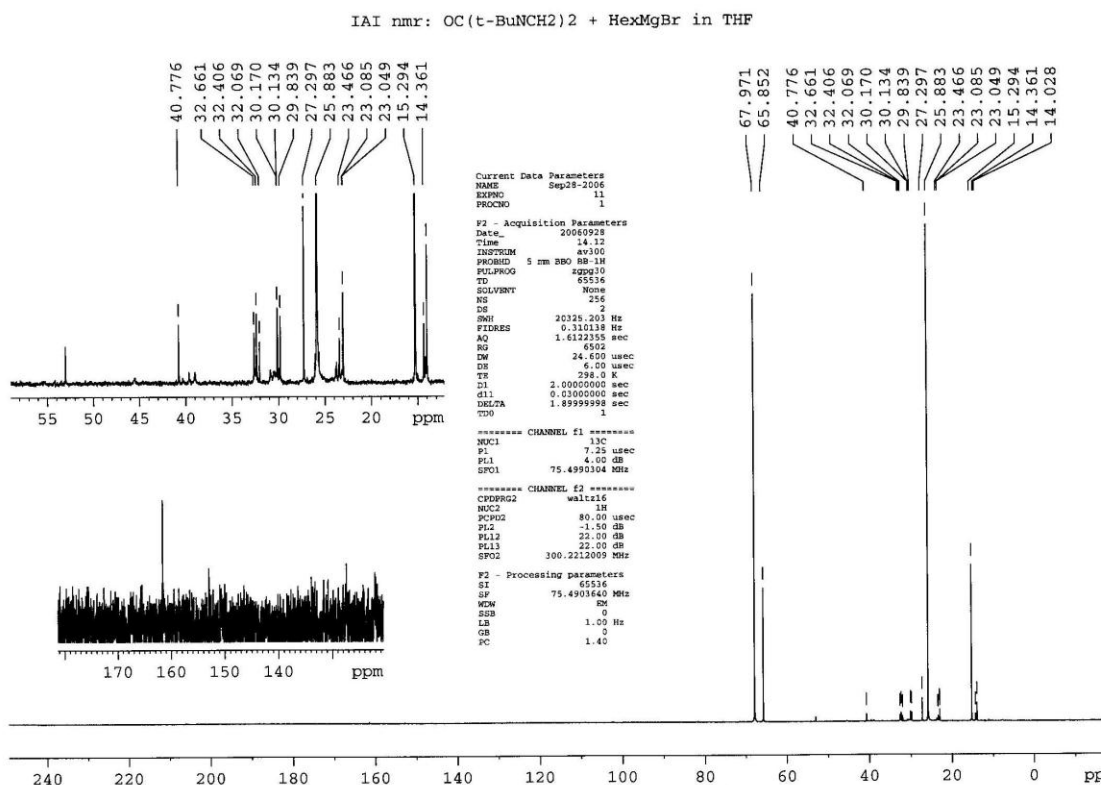 IAI nmr: OC(t-BuNCH2)2 + HexMgBr in THF
40.776
32.661
32.406
32.069
30.170
30.134
29.839
27.297
25.883
23.466
23.085
23.049
15.294
14.361
67.971
65.852
40.776
32.661
32.406
32.069
30.170
30.134
29.839
27.297
25.883
23.466
23.085
23.049
15.294
14.361
14.028
55 50 45 40 35 30 25 20 ppm
170 160 150 140 ppm
Current Data Parameters
NAME Sep28-2006
EXPNO 11
PROCNO 1
F2 - Acquisition Parameters
Date_ 20060928
Time 14.12
INSTRUM av300
PROBHD 5 mm BBO BB-1H
PULPROG zgpg30
TD 65536
SOLVENT None
NS 256
DS 2
SWH 20325.203 Hz
FIDRES 0.310138 Hz
AQ 1.6122355 sec
RG 6502
DW 24.600 usec
DE 6.00 usec
TE 298.0 K
D1 2.00000000 sec
d11 0.03000000 sec
DELTA 1.89999998 sec
TD0 1
======== CHANNEL f1 ========
NUC1 13C
P1 7.25 usec
PL1 4.00 dB
SFO1 75.4990304 MHz
======== CHANNEL f2 ========
CPDPRG2 waltz16
NUC2 1H
PCPD2 80.00 usec
PL2 -1.50 dB
PL12 22.00 dB
PL13 22.00 dB
SFO2 300.2212009 MHz
F2 - Processing parameters
SI 65536
SF 75.4903640 MHz
WDW EM
SSB 0
LB 1.00 Hz
GB 0
PC 1.40
240 220 200 180 160 140 120 100 80 60 40 20 0 pp